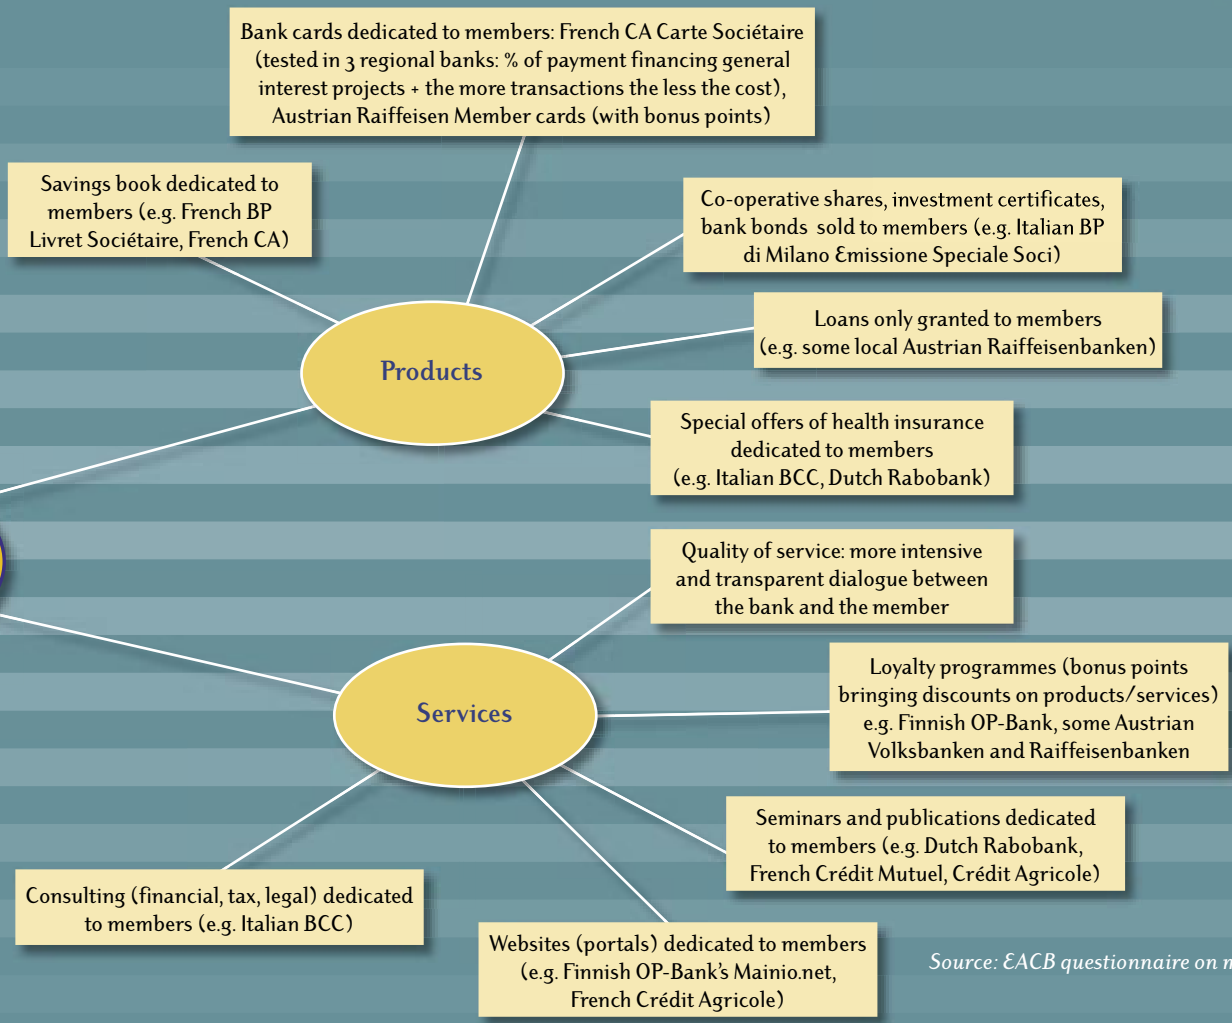 Bank cards dedicated to members: French CA Carte Sociétaire
(tested in 3 regional banks: % of payment financing general
interest projects + the more transactions the less the cost),
Austrian Raiffeisen Member cards (with bonus points)
Savings book dedicated to
members (e.g. French BP
Livret Sociétaire, French CA)
Co-operative shares, investment certificates,
bank bonds sold to members (e.g. Italian BP
di Milano Emissione Speciale Soci)
Loans only granted to members
(e.g. some local Austrian Raiffeisenbanken)
Products
Special offers of health insurance
dedicated to members
(e.g. Italian BCC, Dutch Rabobank)
Quality of service: more intensive
and transparent dialogue between
the bank and the member
Loyalty programmes (bonus points
bringing discounts on products/services)
e.g. Finnish OP-Bank, some Austrian
Volksbanken and Raiffeisenbanken
Services
Seminars and publications dedicated
to members (e.g. Dutch Rabobank,
French Crédit Mutuel, Crédit Agricole)
Consulting (financial, tax, legal) dedicated
to members (e.g. Italian BCC)
Websites (portals) dedicated to members
(e.g. Finnish OP-Bank's Mainio.net,
French Crédit Agricole)
Source: EACB questionnaire on